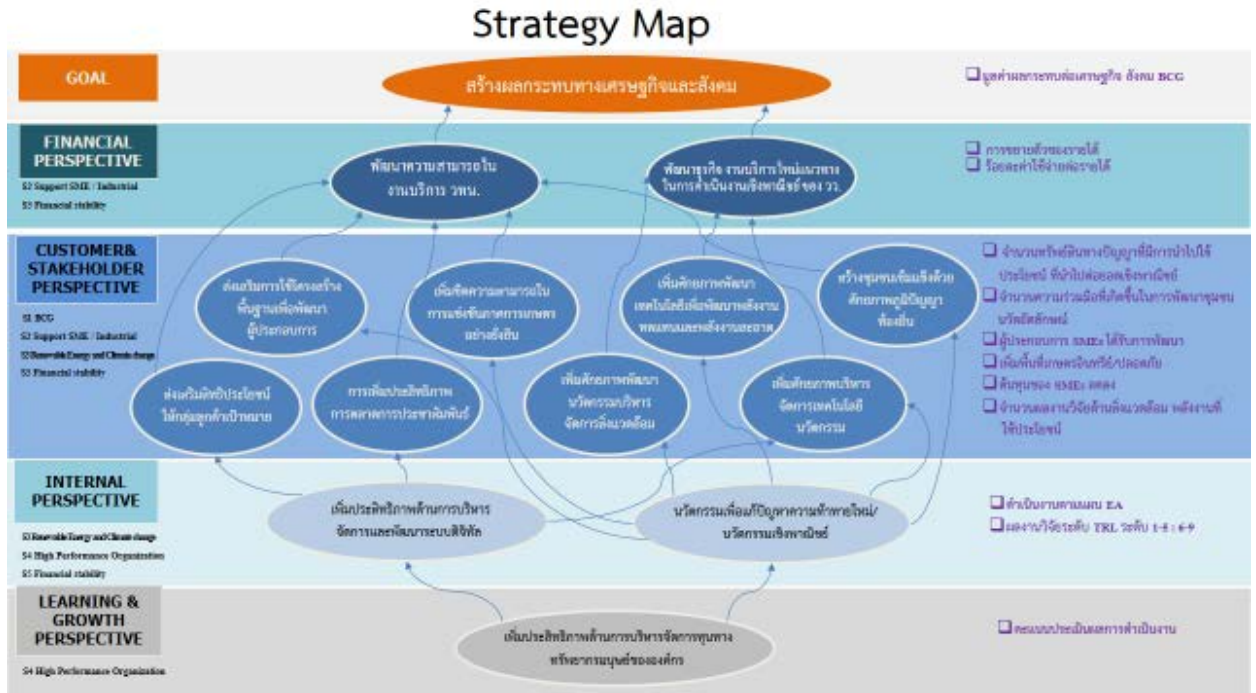 Strategy Map
GOAL
สร้างผลกระทบทางเศรษฐกิจและสังคม
❑ มูลค่าผลกระทบต่อเศรษฐกิจ สังคม BCG
FINANCIAL
PERSPECTIVE
S2 Support SME / Industrial
S5 Financial stability
พัฒนาความสามารถใน
งานบริการ วทน.
พัฒนาธุรกิจ งานบริการใหม่แนวทาง
ในการดำเนินงานเชิงพาณิชย์ ของ วว.
❑ การขยายตัวของรายได้
❑ ร้อยละค่าใช้จ่ายต่อรายได้
CUSTOMER&
STAKEHOLDER
PERSPECTIVE
S1 BCG
S2 Support SME / Industrial
S3 Renewable Energy and Climate change
S5 Financial stability
ส่งเสริมการใช้โครงสร้าง
พื้นฐานเพื่อพัฒนา
ผู้ประกอบการ
เพิ่มขีดความสามารถใน
การแข่งขันภาคการเกษตร
อย่างยั่งยืน
เพิ่มศักยภาพพัฒนา
เทคโนโลยีเพื่อพัฒนาพลังงาน
ทดแทนและพลังงานสะอาด
สร้างชุมชนเข้มแข็งด้วย
ศักยภาพภูมิปัญญา
ท้องถิ่น
ส่งเสริมสิทธิประโยชน์
ให้กลุ่มลูกค้าเป้าหมาย
การเพิ่มประสิทธิภาพ
การตลาดการประชาสัมพันธ์
เพิ่มศักยภาพพัฒนา
นวัตกรรมบริหาร
จัดการสิ่งแวดล้อม
เพิ่มศักยภาพบริหาร
จัดการเทคโนโลยี
นวัตกรรม
❑ จำนวนทรัพย์สินทางปัญญาที่มีการนำไปใช้
ประโยชน์ ที่นำไปต่อยอดเชิงพาณิชย์
❑ จำนวนความร่วมมือที่เกิดขึ้นในการพัฒนาชุมชน
นวัตอัตลักษณ์
❑ ผู้ประกอบการ SMEs ได้รับการพัฒนา
❑ เพิ่มพื้นที่เกษตรอินทรีย์/ปลอดภัย
❑ ต้นทุนของ SMEs ลดลง
❑ จำนวนผลงานวิจัยด้านสิ่งแวดล้อม พลังงานที่
ใช้ประโยชน์
INTERNAL
PERSPECTIVE
S3 Renewable Energy and Climate change
S4 High Performance Organization
S5 Financial stability
เพิ่มประสิทธิภาพด้านการบริหาร
จัดการและพัฒนาระบบดิจิทัล
นวัตกรรมเพื่อแก้ปัญหาความท้าทายใหม่/
นวัตกรรมเชิงพาณิชย์
❑ ดำเนินงานตามแผน EA
❑ ผลงานวิจัยระดับ TRL ระดับ 1-5 : 6-9
LEARNING &
GROWTH
PERSPECTIVE
S4 High Performance Organization
เพิ่มประสิทธิภาพด้านการบริหารจัดการทุนทาง
ทรัพยากรมนุษย์ขององค์กร
❑ คะแนนประเมินผลการดำเนินงาน